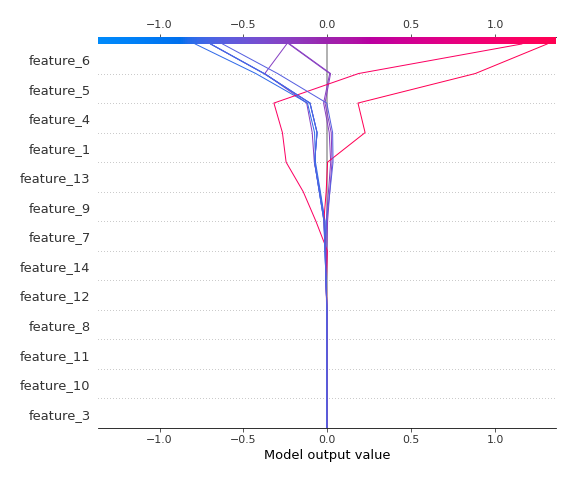 −1.0 −0.5 0.0 0.5 1.0
feature_6
feature_5
feature_4
feature_1
feature_13
feature_9
feature_7
feature_14
feature_12
feature_8
feature_11
feature_10
feature_3
−1.0 −0.5 0.0 0.5 1.0
Model output value